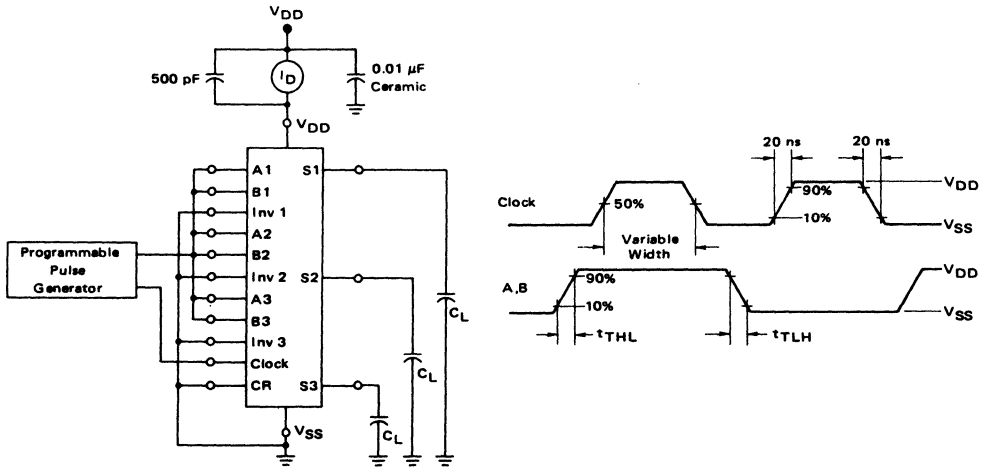 VDD
500 pF
ID
0.01 µF
Ceramic
VDD
A1
S1
B1
Inv 1
A2
B2
Inv 2
S2
A3
B3
Inv 3
Clock
CR
S3
VSS
CL
CL
CL
Programmable
Pulse
Generator
20 ns
20 ns
Clock
50%
90%
10%
VDD
VSS
Variable
Width
A,B
90%
10%
VDD
VSS
tTHL
tTLH